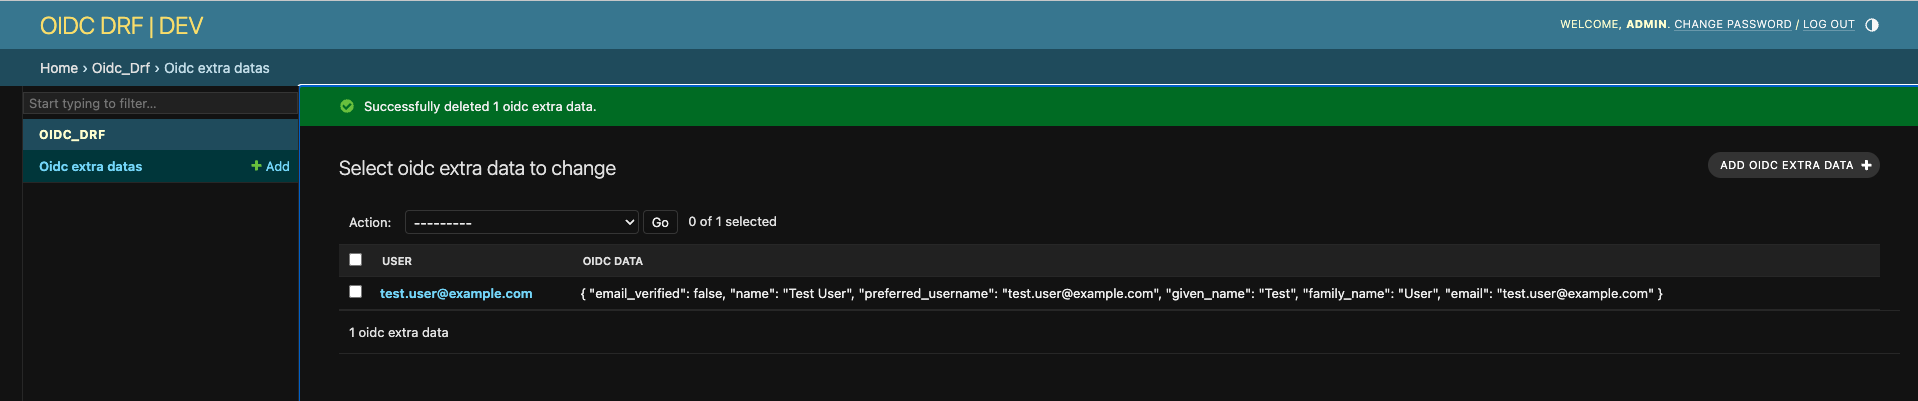 OIDC DRF | DEV
WELCOME, ADMIN. CHANGE PASSWORD / LOG OUT
Home › Oidc_Drf › Oidc extra datas
Start typing to filter...
OIDC_DRF
Oidc extra datas + Add
Successfully deleted 1 oidc extra data.
Select oidc extra data to change
ADD OIDC EXTRA DATA +
Action: --------- Go 0 of 1 selected
USER OIDC DATA
test.user@example.com { "email_verified": false, "name": "Test User", "preferred_username": "test.user@example.com", "given_name": "Test", "family_name": "User", "email": "test.user@example.com" }
1 oidc extra data